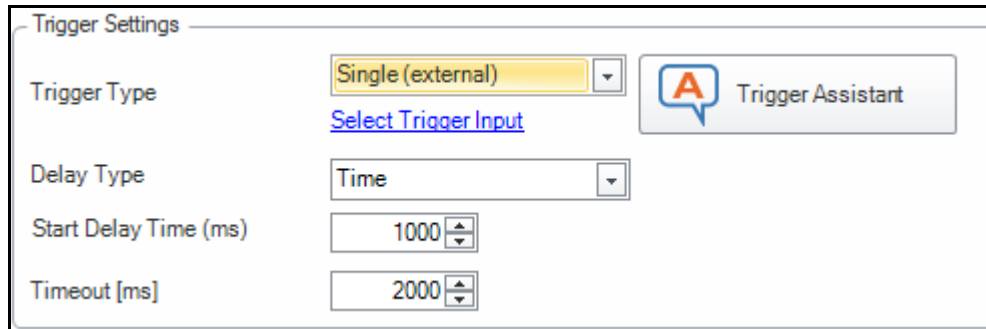 Trigger Settings
Trigger Type
Single (external)
A
Trigger Assistant
Select Trigger Input
Delay Type
Time
Start Delay Time (ms)
1000
Timeout [ms]
2000